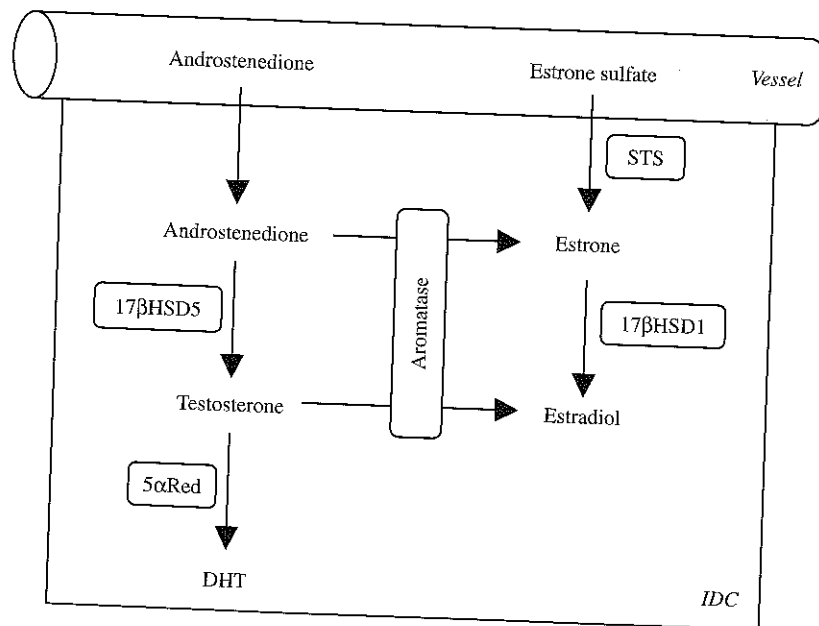 Androstenedione
Estrone sulfate
Vessel
STS
Androstenedione
Estrone
Aromatase
17βHSD5
17βHSD1
Testosterone
Estradiol
5αRed
DHT
IDC